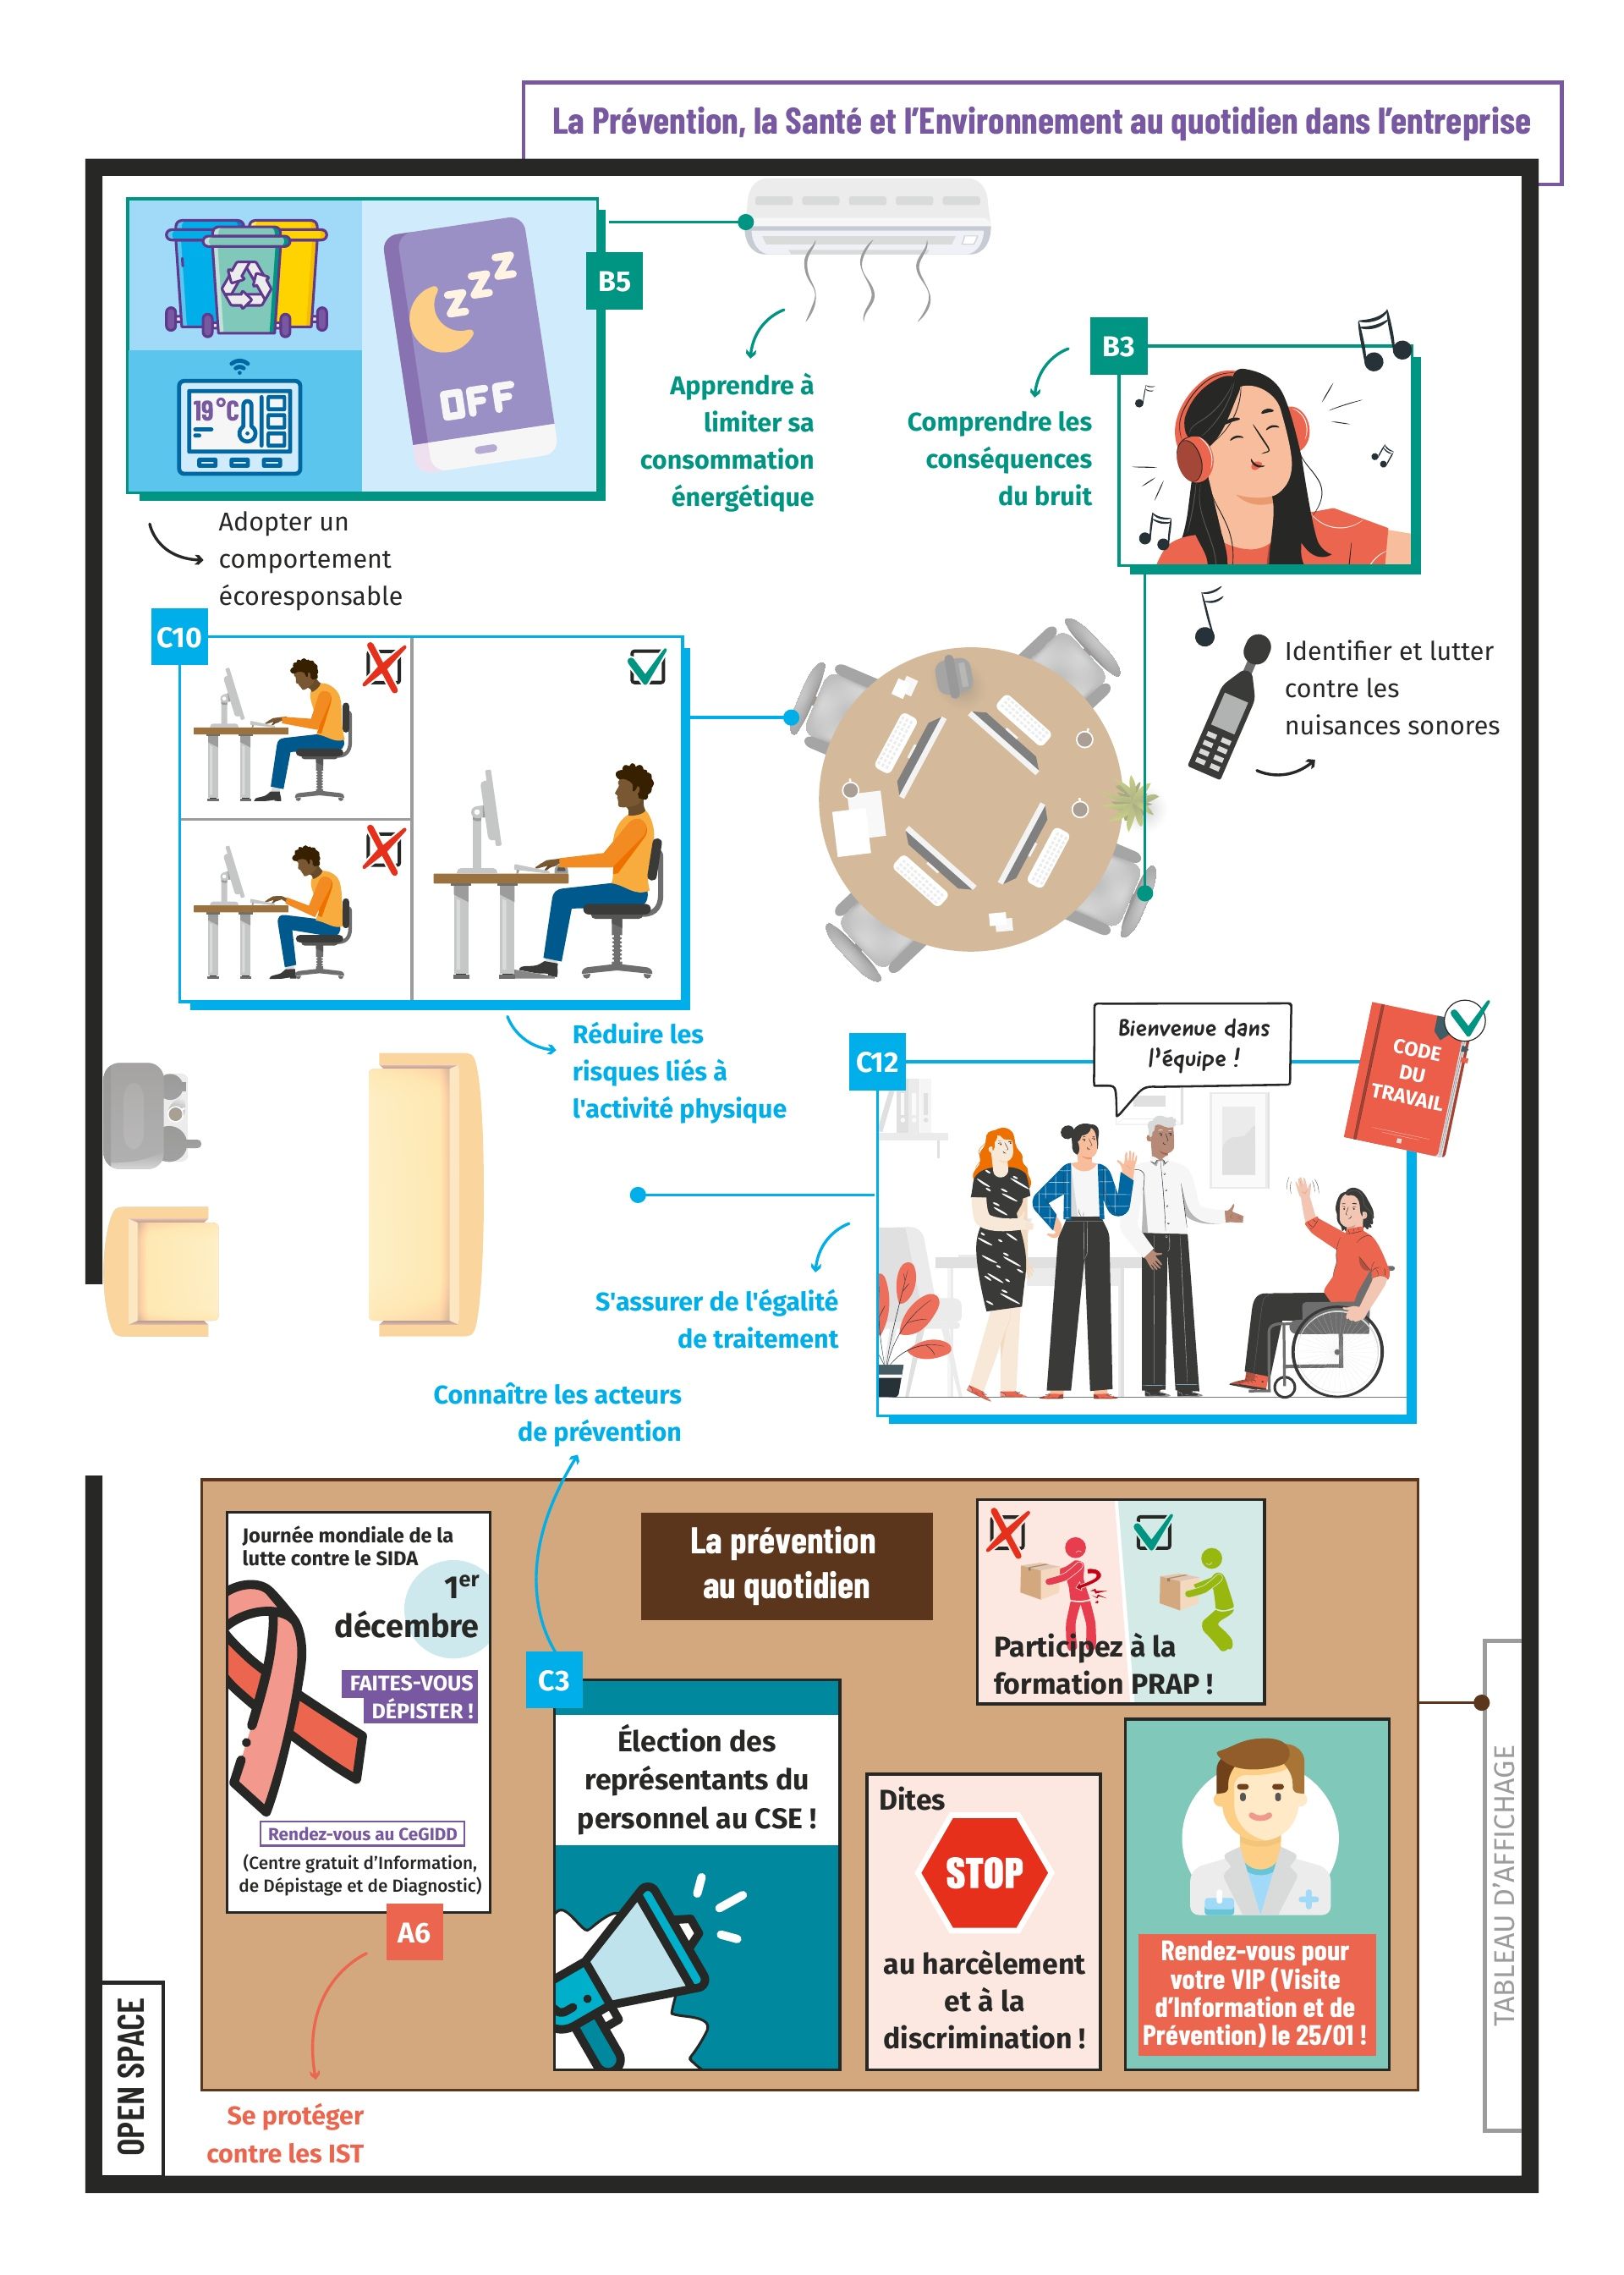 La Prévention, la Santé et l'Environnement au quotidien dans l'entreprise
B5
zzz
OFF
19°C
Apprendre à
limiter sa
consommation
énergétique
B3
Comprendre les
conséquences
du bruit
Adopter un
comportement
écoresponsable
Identifier et lutter
contre les
nuisances sonores
C10
Réduire les
risques liés à
l'activité physique
C12
Bienvenue dans
l'équipe !
CODE
DU
TRAVAIL
S'assurer de l'égalité
de traitement
Connaître les acteurs
de prévention
Journée mondiale de la
lutte contre le SIDA
1er
décembre
FAITES-VOUS
DÉPISTER !
Rendez-vous au CeGIDD
(Centre gratuit d'Information,
de Dépistage et de Diagnostic)
A6
Se protéger
contre les IST
La prévention
au quotidien
C3
Élection des
représentants du
personnel au CSE !
Participez à la
formation PRAP !
Dites
STOP
au harcèlement
et à la
discrimination !
Rendez-vous pour
votre VIP (Visite
d'Information et de
Prévention) le 25/01 !
TABLEAU D'AFFICHAGE
OPEN SPACE